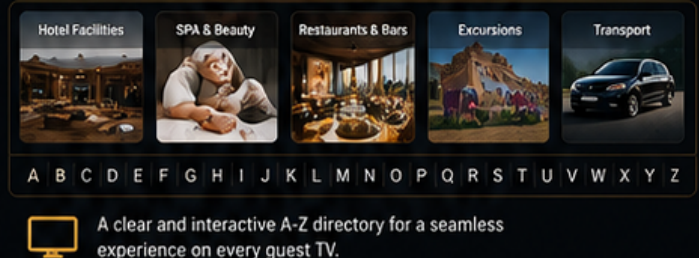 Hotel Facilities
SPA & Beauty
Restaurants & Bars
Excursions
Transport
A B C D E F G H I J K L M N O P Q R S T U V W X Y Z
A clear and interactive A-Z directory for a seamless
experience on every guest TV.